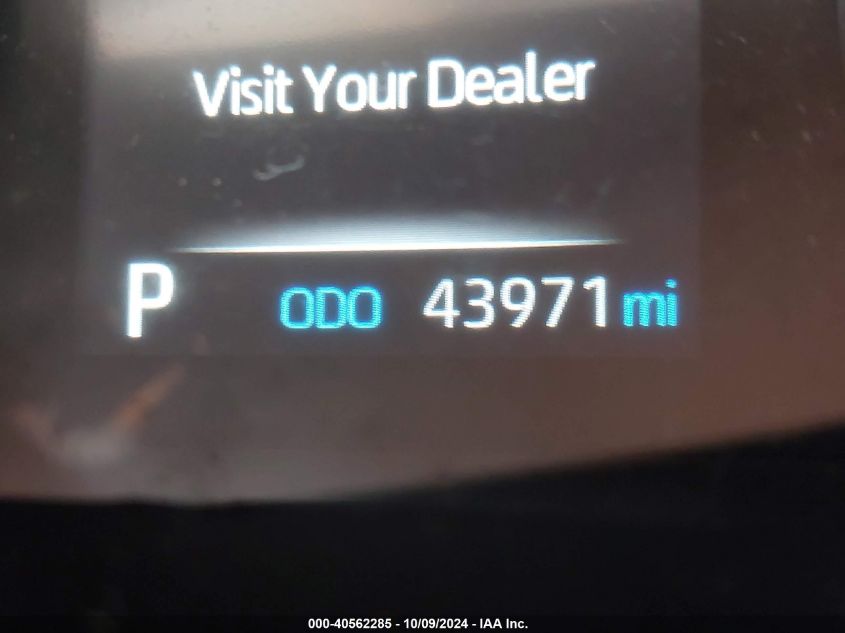 Visit Your Dealer
P ODO 43971 mi
000-40562285 - 10/09/2024 - IAA Inc.